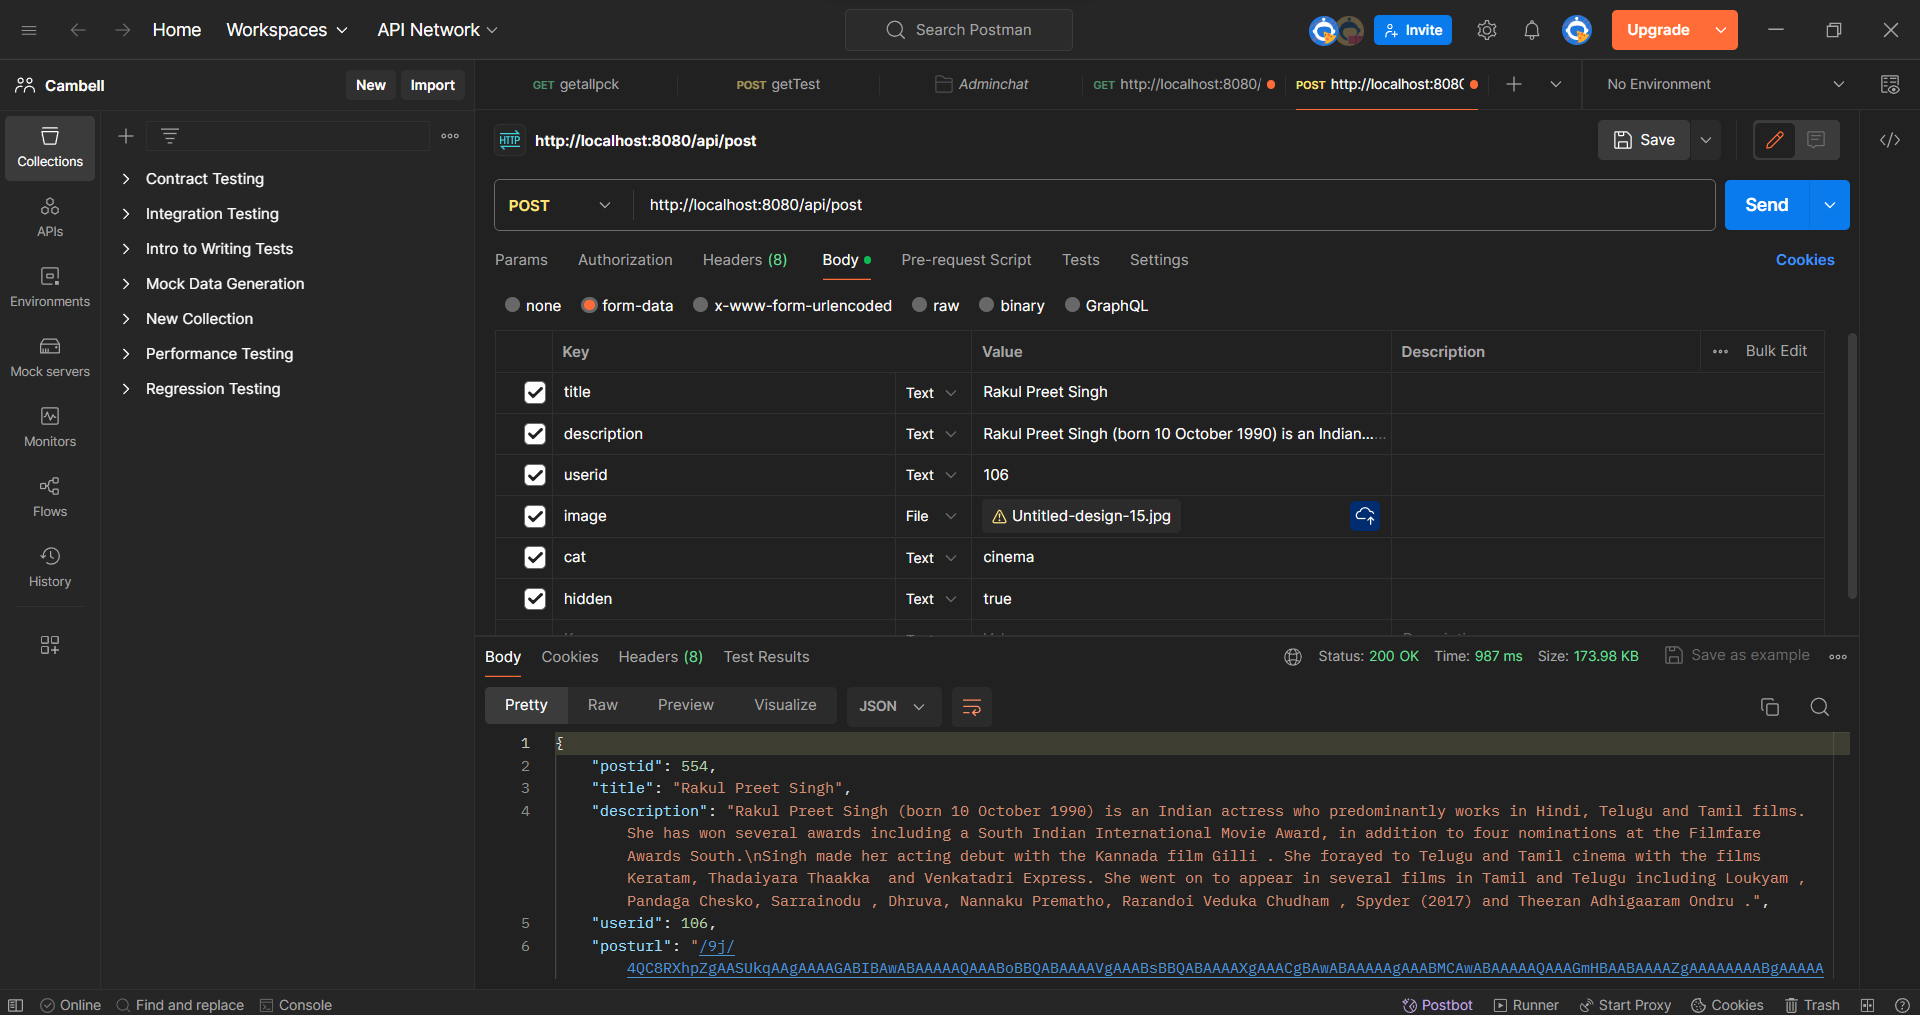 Home Workspaces API Network Search Postman Invite Upgrade
Cambell New Import GET getallpck POST getTest Adminchat GET http://localhost:8080/ POST http://localhost:808( No Environment
HTTP http://localhost:8080/api/post Save
Collections
APIs
Environments
Mock servers
Monitors
Flows
History
Contract Testing
Integration Testing
Intro to Writing Tests
Mock Data Generation
New Collection
Performance Testing
Regression Testing
POST http://localhost:8080/api/post Send
Params Authorization Headers (8) Body Pre-request Script Tests Settings Cookies
none form-data x-www-form-urlencoded raw binary GraphQL
Key Value Description Bulk Edit
title Text Rakul Preet Singh
description Text Rakul Preet Singh (born 10 October 1990) is an Indian...…
userid Text 106
image File Untitled-design-15.jpg
cat Text cinema
hidden Text true
Body Cookies Headers (8) Test Results Status: 200 OK Time: 987 ms Size: 173.98 KB Save as example
Pretty Raw Preview Visualize JSON
1 {
2 "postid": 554,
3 "title": "Rakul Preet Singh",
4 "description": "Rakul Preet Singh (born 10 October 1990) is an Indian actress who predominantly works in Hindi, Telugu and Tamil films.
She has won several awards including a South Indian International Movie Award, in addition to four nominations at the Filmfare
Awards South.\nSingh made her acting debut with the Kannada film Gilli . She forayed to Telugu and Tamil cinema with the films
Keratam, Thadaiyara Thaakka  and Venkatadri Express. She went on to appear in several films in Tamil and Telugu including Loukyam ,
Pandaga Chesko, Sarrainodu , Dhruva, Nannaku Prematho, Rarandoi Veduka Chudham , Spyder (2017) and Theeran Adhigaaram Ondru .",
5 "userid": 106,
6 "posturl": "/9j/
4QC8RXhpZgAASUkqAAgAAAAGABIBAwABAAAAAQAAABoBBQABAAAAVgAAABsBBQABAAAAXgAAACgBAwABAAAAAgAAABMCAwABAAAAAQAAAGmHBAABAAAAZgAAAAAAAABgAAAAA
Online Find and replace Console Postbot Runner Start Proxy Cookies Trash